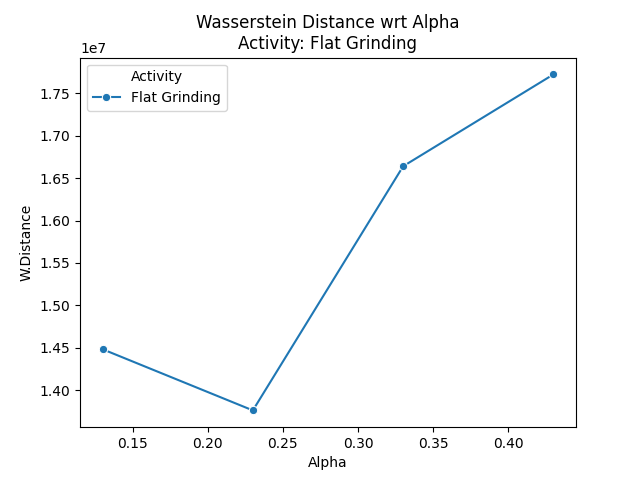 Wasserstein Distance wrt Alpha
Activity: Flat Grinding
1e7
Activity
Flat Grinding
1.75
1.70
1.65
1.60
1.55
1.50
1.45
1.40
W.Distance
0.15 0.20 0.25 0.30 0.35 0.40
Alpha